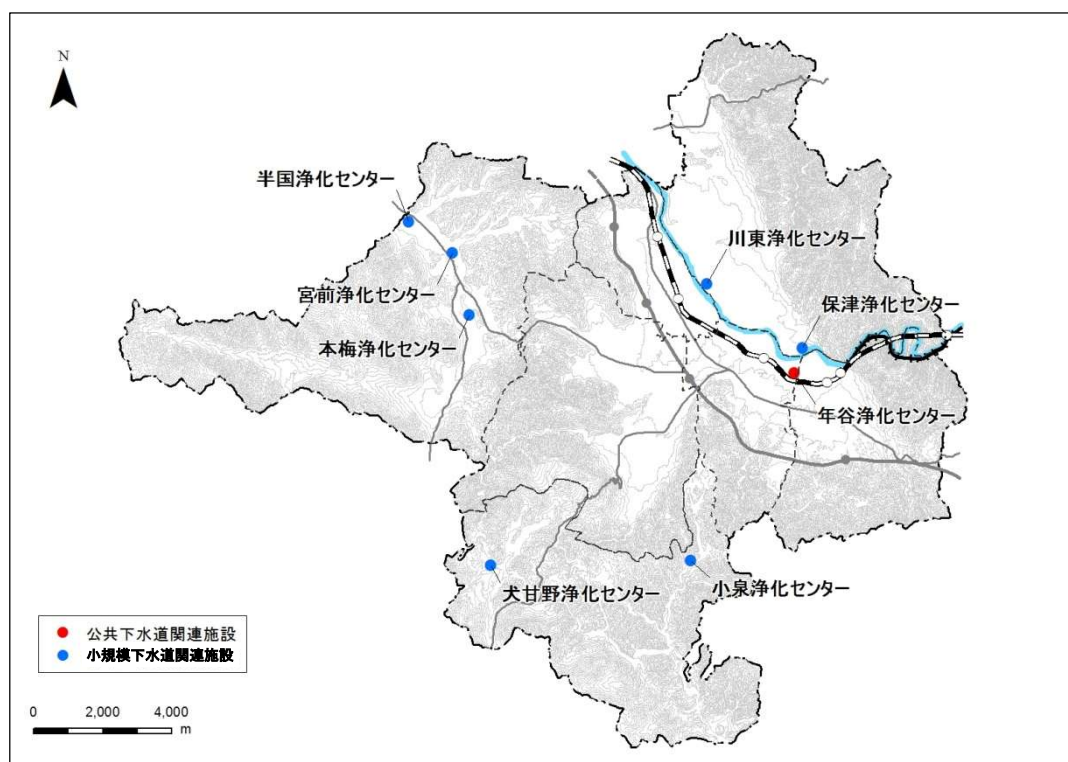 N
半国浄化センター
川東浄化センター
宮前浄化センター
保津浄化センター
本梅浄化センター
年谷浄化センター
犬甘野浄化センター
小泉浄化センター
公共下水道関連施設
小規模下水道関連施設
0 2,000 4,000
m